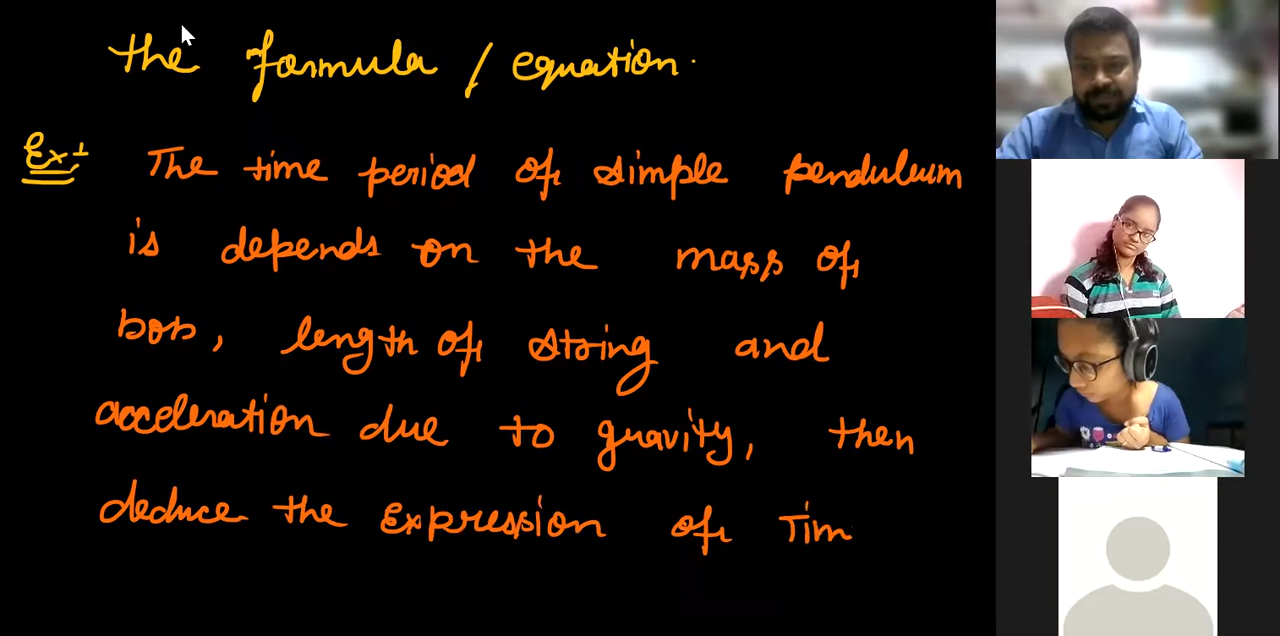 the formula / equation.
Ex:- The time period of simple pendulum
is depends on the mass of
bob, length of string and
acceleration due to gravity, then
deduce the Expression of Tim